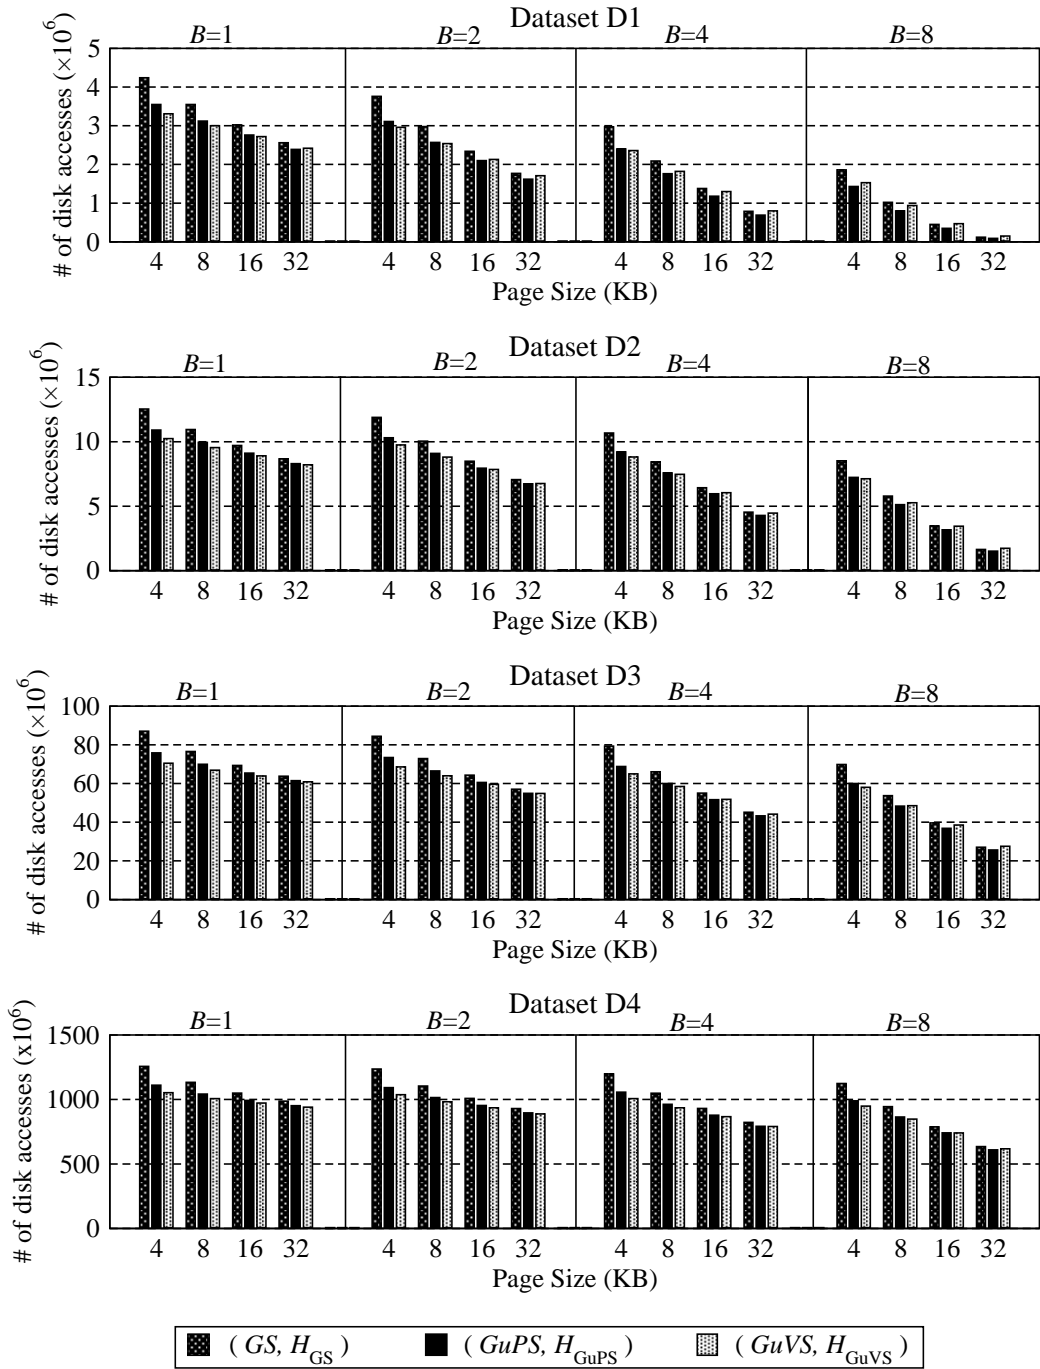 Dataset D1
B=1 B=2 B=4 B=8
# of disk accesses (×10^6)
5
4
3
2
1
0
4 8 16 32 4 8 16 32 4 8 16 32 4 8 16 32
Page Size (KB)
Dataset D2
B=1 B=2 B=4 B=8
# of disk accesses (×10^6)
15
10
5
0
4 8 16 32 4 8 16 32 4 8 16 32 4 8 16 32
Page Size (KB)
Dataset D3
B=1 B=2 B=4 B=8
# of disk accesses (×10^6)
100
80
60
40
20
0
4 8 16 32 4 8 16 32 4 8 16 32 4 8 16 32
Page Size (KB)
Dataset D4
B=1 B=2 B=4 B=8
# of disk accesses (x10^6)
1500
1000
500
0
4 8 16 32 4 8 16 32 4 8 16 32 4 8 16 32
Page Size (KB)
( GS, H_GS ) ( GuPS, H_GuPS ) ( GuVS, H_GuVS )